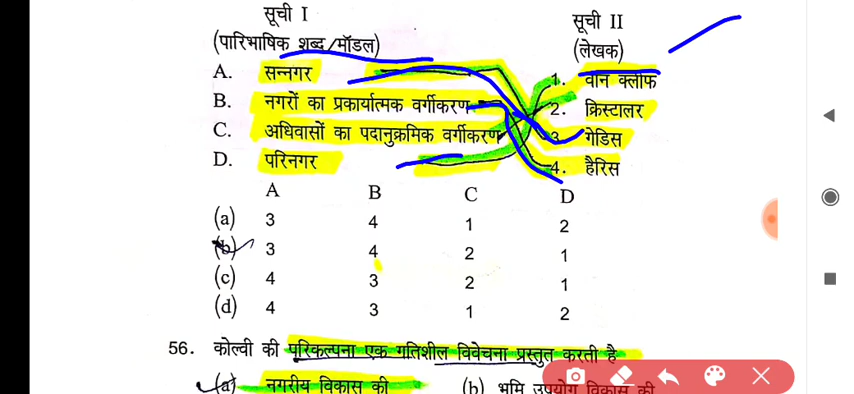 सूची I
सूची II
(पारिभाषिक शब्द/मॉडल)
(लेखक)
A. सन्नगर
1. वॉन क्लीफ
B. नगरों का प्रकार्यात्मक वर्गीकरण
2. क्रिस्टालर
C. अधिवासों का पदानुक्रमिक वर्गीकरण
3. गेडिस
D. परिनगर
4. हैरिस
A B C D
(a) 3 4 1 2
(b) 3 4 2 1
(c) 4 3 2 1
(d) 4 3 1 2
56. कोल्वी की परिकल्पना एक गतिशील विवेचना प्रस्तुत करती है
(a) नगरीय विकास की (b) भूमि उपयोग विकास की